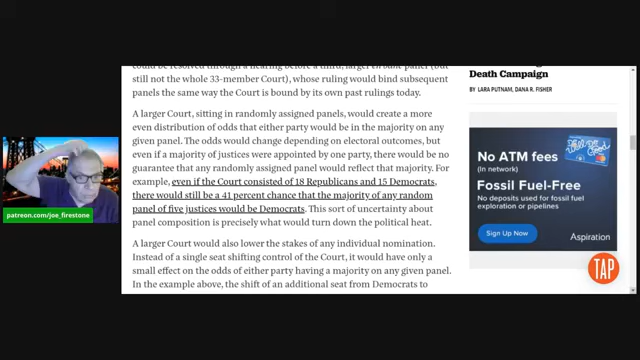 could be resolved through a hearing before a third, larger en banc panel (but
still not the whole 33-member Court), whose ruling would bind subsequent
panels the same way the Court is bound by its own past rulings today.
A larger Court, sitting in randomly assigned panels, would create a more
even distribution of odds that either party would be in the majority on any
given panel. The odds would change depending on electoral outcomes, but
even if a majority of justices were appointed by one party, there would be no
guarantee that any randomly assigned panel would reflect that majority. For
example, even if the Court consisted of 18 Republicans and 15 Democrats,
there would still be a 41 percent chance that the majority of any random
panel of five justices would be Democrats. This sort of uncertainty about
panel composition is precisely what would turn down the political heat.
A larger Court would also lower the stakes of any individual nomination.
Instead of a single seat shifting control of the Court, it would have only a
small effect on the odds of either party having a majority on any given panel.
In the example above, the shift of an additional seat from Democrats to
Death Campaign
BY LARA PUTNAM, DANA R. FISHER
No ATM fees
(In network)
Fossil Fuel-Free
No deposits used for fossil fuel
exploration or pipelines
Sign Up Now
Aspiration
TAP
patreon.com/joe_firestone